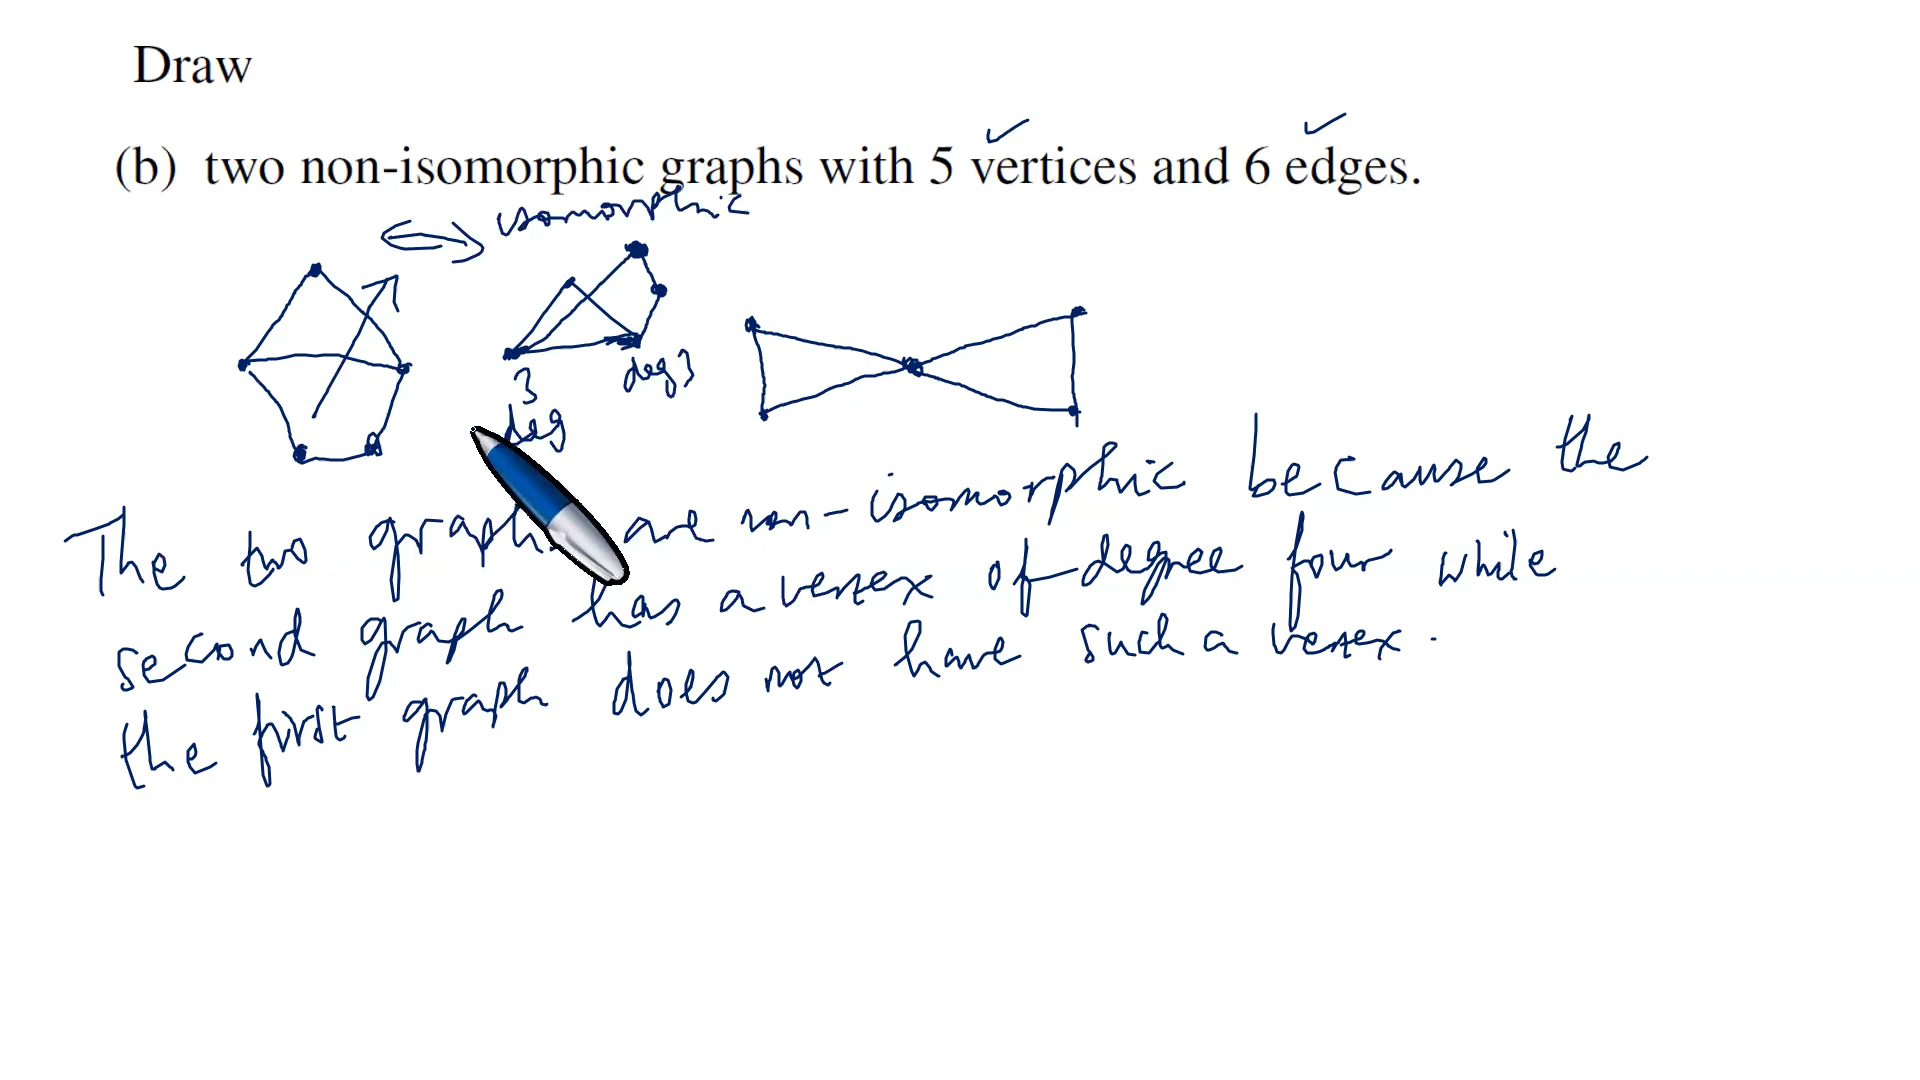 Draw
(b) two non-isomorphic graphs with 5 vertices and 6 edges.
isomorphic
3
deg
deg 3
The two graphs are non-isomorphic because the
second graph has a vertex of degree four while
the first graph does not have such a vertex.